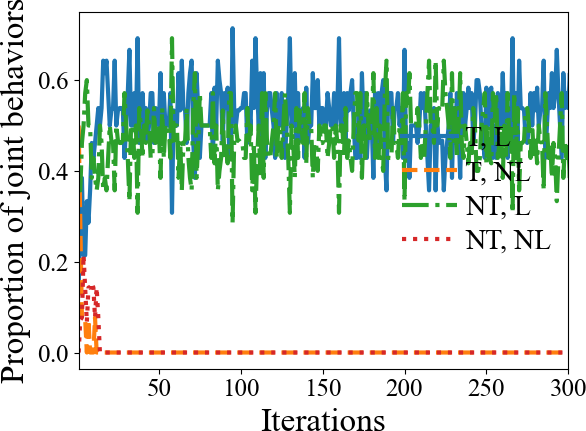 Proportion of joint behaviors
0.6
0.4
0.2
0.0
T, L
T, NL
NT, L
NT, NL
50
100
150
200
250
300
Iterations